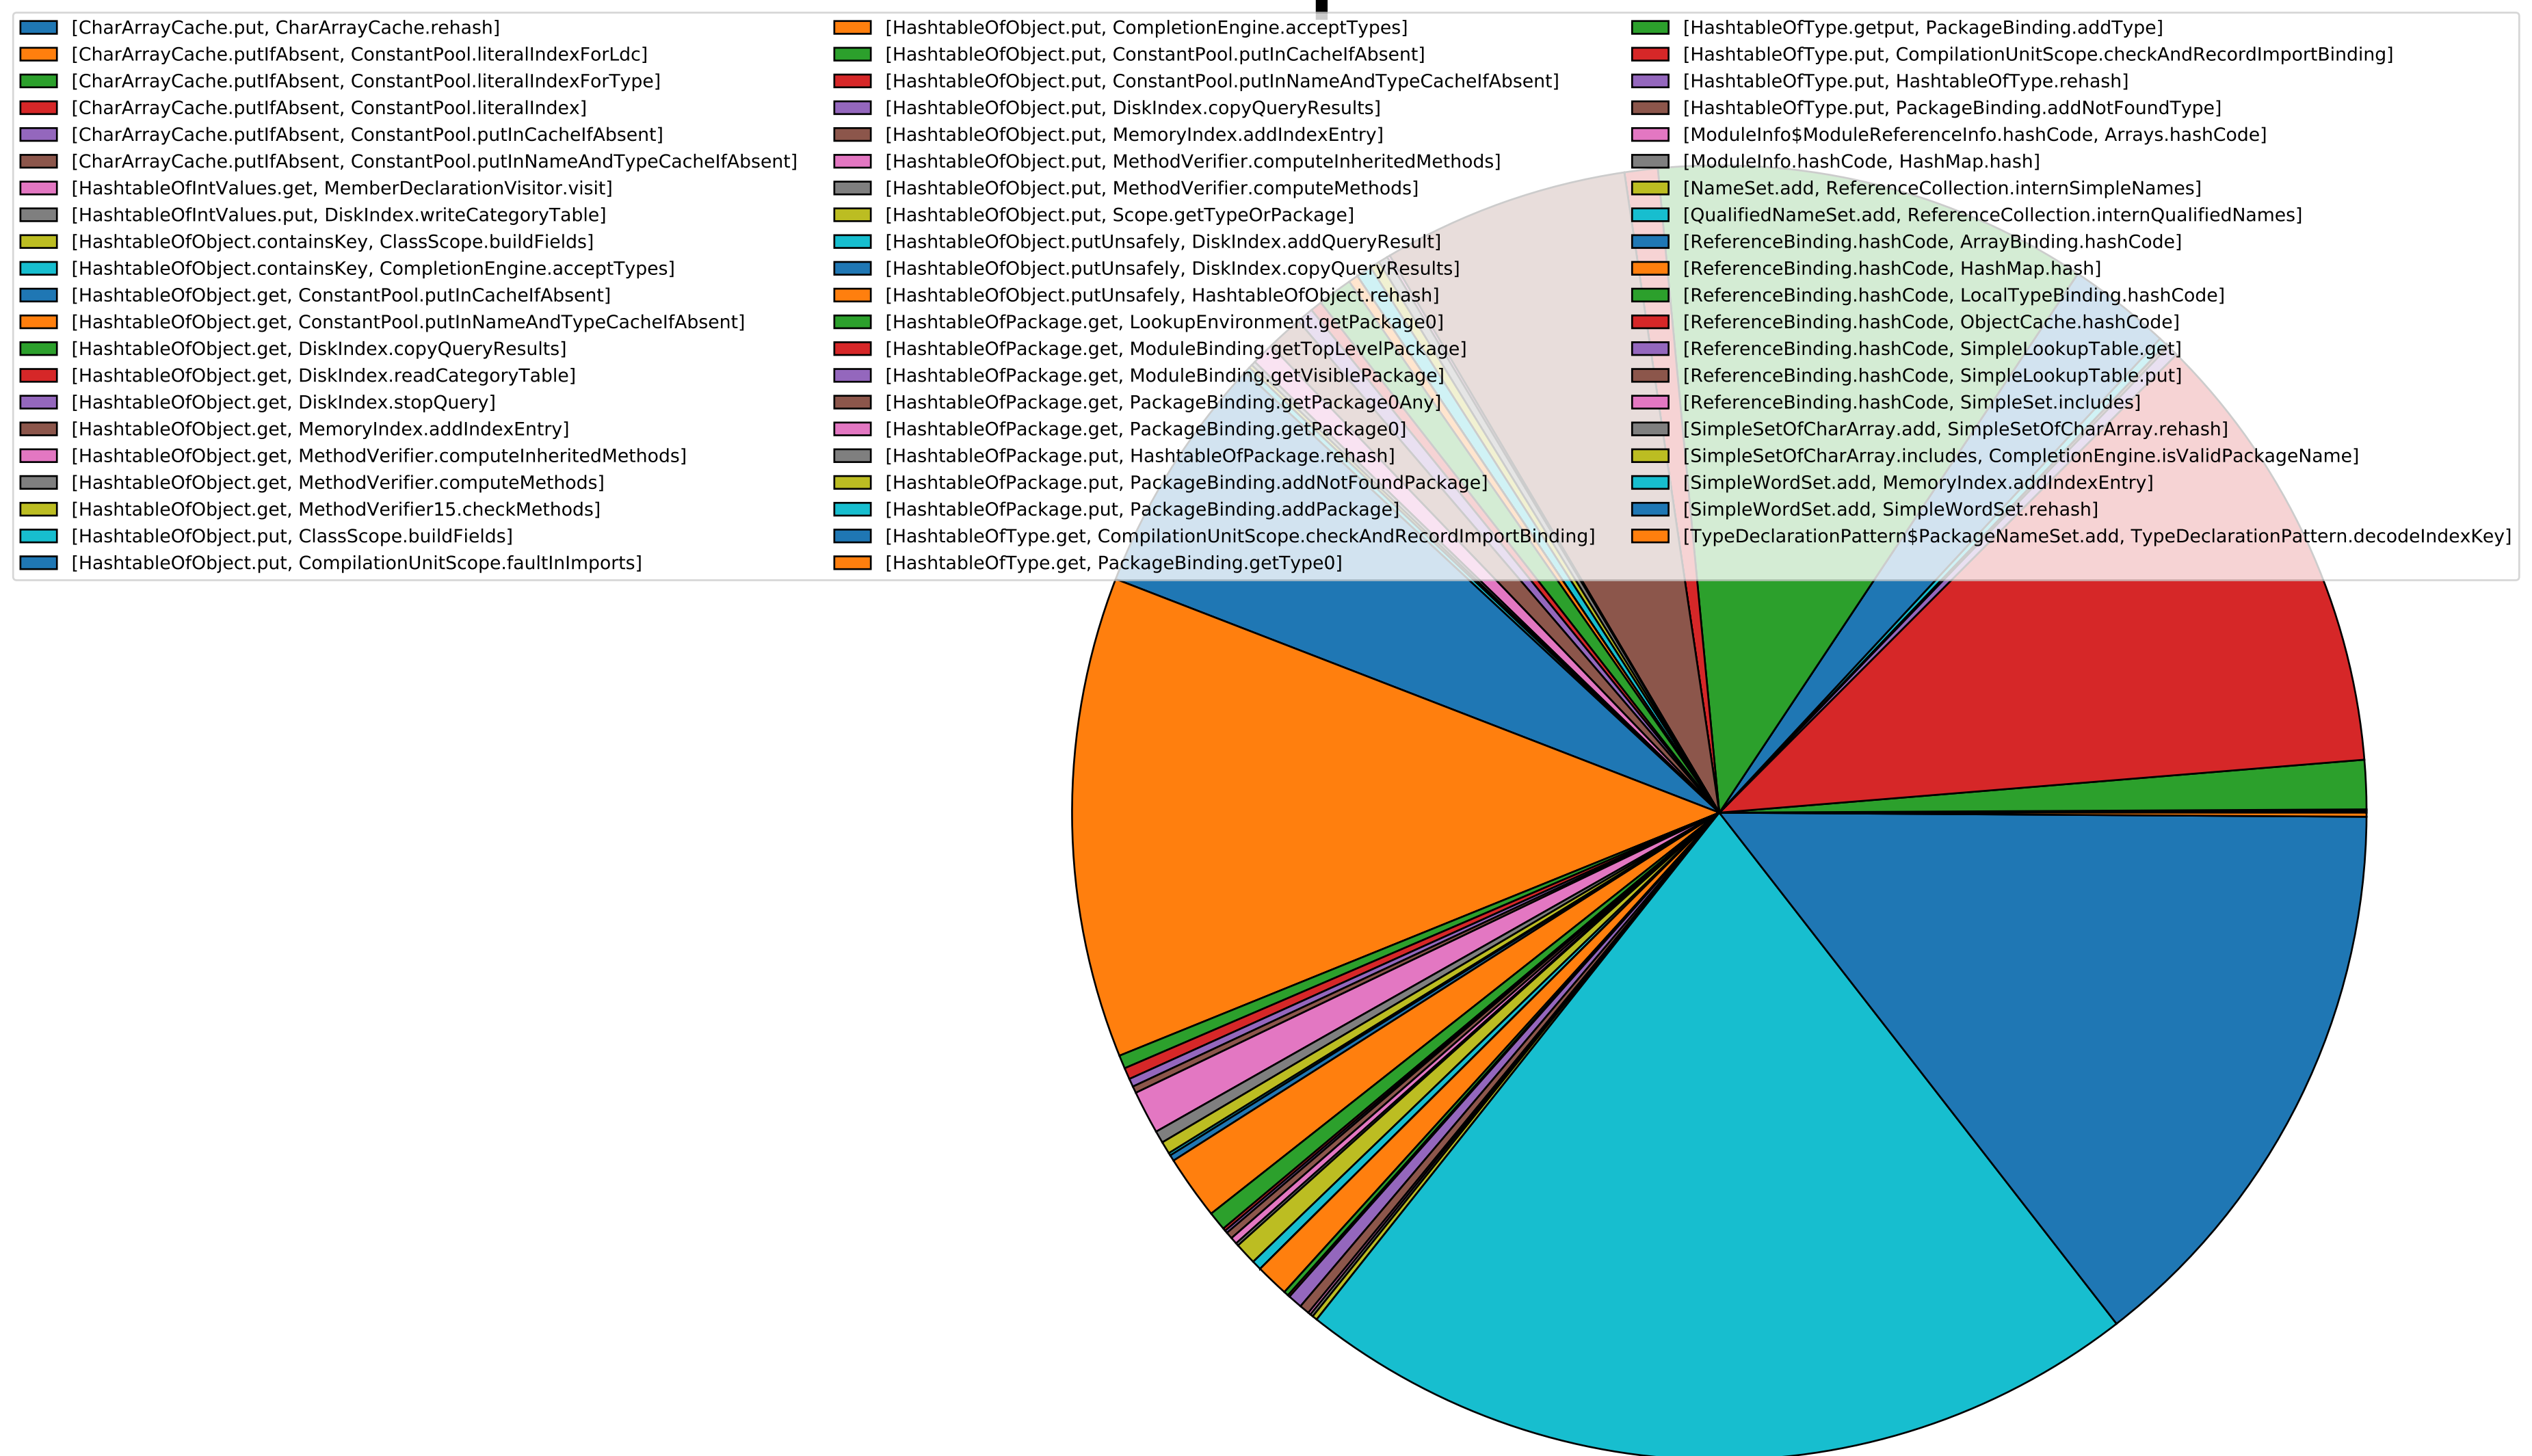 [CharArrayCache.put, CharArrayCache.rehash]
[CharArrayCache.putIfAbsent, ConstantPool.literalIndexForLdc]
[CharArrayCache.putIfAbsent, ConstantPool.literalIndexForType]
[CharArrayCache.putIfAbsent, ConstantPool.literalIndex]
[CharArrayCache.putIfAbsent, ConstantPool.putInCacheIfAbsent]
[CharArrayCache.putIfAbsent, ConstantPool.putInNameAndTypeCacheIfAbsent]
[HashtableOfIntValues.get, MemberDeclarationVisitor.visit]
[HashtableOfIntValues.put, DiskIndex.writeCategoryTable]
[HashtableOfObject.containsKey, ClassScope.buildFields]
[HashtableOfObject.containsKey, CompletionEngine.acceptTypes]
[HashtableOfObject.get, ConstantPool.putInCacheIfAbsent]
[HashtableOfObject.get, ConstantPool.putInNameAndTypeCacheIfAbsent]
[HashtableOfObject.get, DiskIndex.copyQueryResults]
[HashtableOfObject.get, DiskIndex.readCategoryTable]
[HashtableOfObject.get, DiskIndex.stopQuery]
[HashtableOfObject.get, MemoryIndex.addIndexEntry]
[HashtableOfObject.get, MethodVerifier.computeInheritedMethods]
[HashtableOfObject.get, MethodVerifier.computeMethods]
[HashtableOfObject.get, MethodVerifier15.checkMethods]
[HashtableOfObject.put, ClassScope.buildFields]
[HashtableOfObject.put, CompilationUnitScope.faultInImports]
[HashtableOfObject.put, CompletionEngine.acceptTypes]
[HashtableOfObject.put, ConstantPool.putInCacheIfAbsent]
[HashtableOfObject.put, ConstantPool.putInNameAndTypeCacheIfAbsent]
[HashtableOfObject.put, DiskIndex.copyQueryResults]
[HashtableOfObject.put, MemoryIndex.addIndexEntry]
[HashtableOfObject.put, MethodVerifier.computeInheritedMethods]
[HashtableOfObject.put, MethodVerifier.computeMethods]
[HashtableOfObject.put, Scope.getTypeOrPackage]
[HashtableOfObject.putUnsafely, DiskIndex.addQueryResult]
[HashtableOfObject.putUnsafely, DiskIndex.copyQueryResults]
[HashtableOfObject.putUnsafely, HashtableOfObject.rehash]
[HashtableOfPackage.get, LookupEnvironment.getPackage0]
[HashtableOfPackage.get, ModuleBinding.getTopLevelPackage]
[HashtableOfPackage.get, ModuleBinding.getVisiblePackage]
[HashtableOfPackage.get, PackageBinding.getPackage0Any]
[HashtableOfPackage.get, PackageBinding.getPackage0]
[HashtableOfPackage.put, HashtableOfPackage.rehash]
[HashtableOfPackage.put, PackageBinding.addNotFoundPackage]
[HashtableOfPackage.put, PackageBinding.addPackage]
[HashtableOfType.get, CompilationUnitScope.checkAndRecordImportBinding]
[HashtableOfType.get, PackageBinding.getType0]
[HashtableOfType.getput, PackageBinding.addType]
[HashtableOfType.put, CompilationUnitScope.checkAndRecordImportBinding]
[HashtableOfType.put, HashtableOfType.rehash]
[HashtableOfType.put, PackageBinding.addNotFoundType]
[ModuleInfo$ModuleReferenceInfo.hashCode, Arrays.hashCode]
[ModuleInfo.hashCode, HashMap.hash]
[NameSet.add, ReferenceCollection.internSimpleNames]
[QualifiedNameSet.add, ReferenceCollection.internQualifiedNames]
[ReferenceBinding.hashCode, ArrayBinding.hashCode]
[ReferenceBinding.hashCode, HashMap.hash]
[ReferenceBinding.hashCode, LocalTypeBinding.hashCode]
[ReferenceBinding.hashCode, ObjectCache.hashCode]
[ReferenceBinding.hashCode, SimpleLookupTable.get]
[ReferenceBinding.hashCode, SimpleLookupTable.put]
[ReferenceBinding.hashCode, SimpleSet.includes]
[SimpleSetOfCharArray.add, SimpleSetOfCharArray.rehash]
[SimpleSetOfCharArray.includes, CompletionEngine.isValidPackageName]
[SimpleWordSet.add, MemoryIndex.addIndexEntry]
[SimpleWordSet.add, SimpleWordSet.rehash]
[TypeDeclarationPattern$PackageNameSet.add, TypeDeclarationPattern.decodeIndexKey]